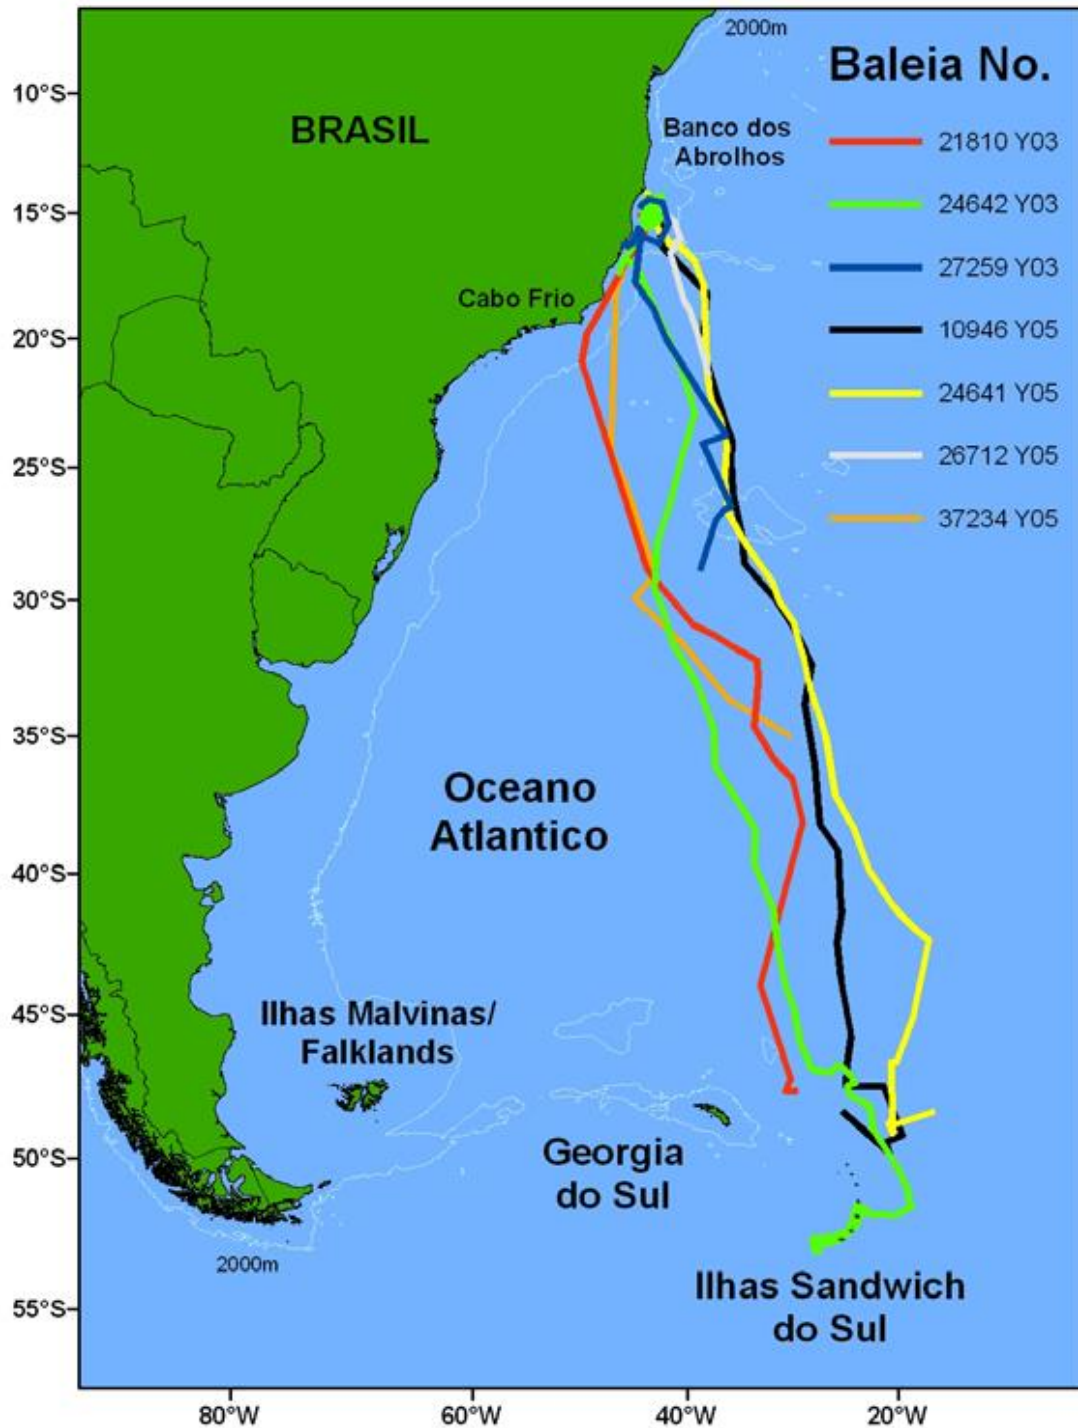 2000m
Baleia No.
10°S
BRASIL
Banco dos
Abrolhos
21810 Y03
24642 Y03
15°S
27259 Y03
Cabo Frio
20°S
10946 Y05
24641 Y05
26712 Y05
25°S
37234 Y05
30°S
35°S
Oceano
Atlantico
40°S
45°S
Ilhas Malvinas/
Falklands
50°S
Georgia
do Sul
2000m
Ilhas Sandwich
do Sul
55°S
80°W
60°W
40°W
20°W